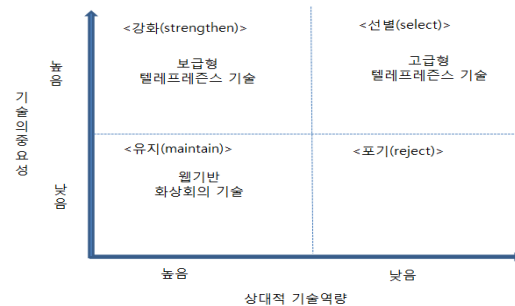 <강화(strengthen)>
보급형
텔레프레즌스 기술
<선별(select)>
고급형
텔레프레즌스 기술
높음
기술의중요성
<유지(maintain)>
웹기반
화상회의 기술
<포기(reject)>
낮음
높음
낮음
상대적 기술역량